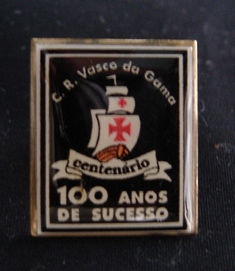 C. R. Vasco da Gama
centenário
100 ANOS
DE SUCESSO